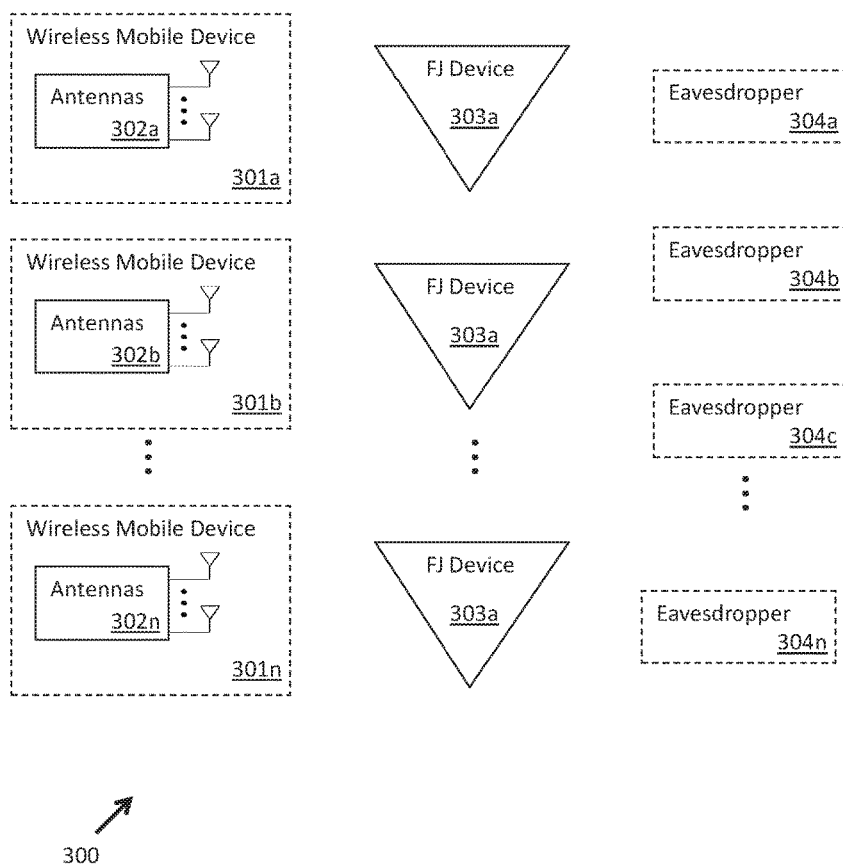 Wireless Mobile Device
Antennas
302a
301a
FJ Device
303a
Eavesdropper
304a
Wireless Mobile Device
Antennas
302b
301b
FJ Device
303a
Eavesdropper
304b
Eavesdropper
304c
Wireless Mobile Device
Antennas
302n
301n
FJ Device
303a
Eavesdropper
304n
300